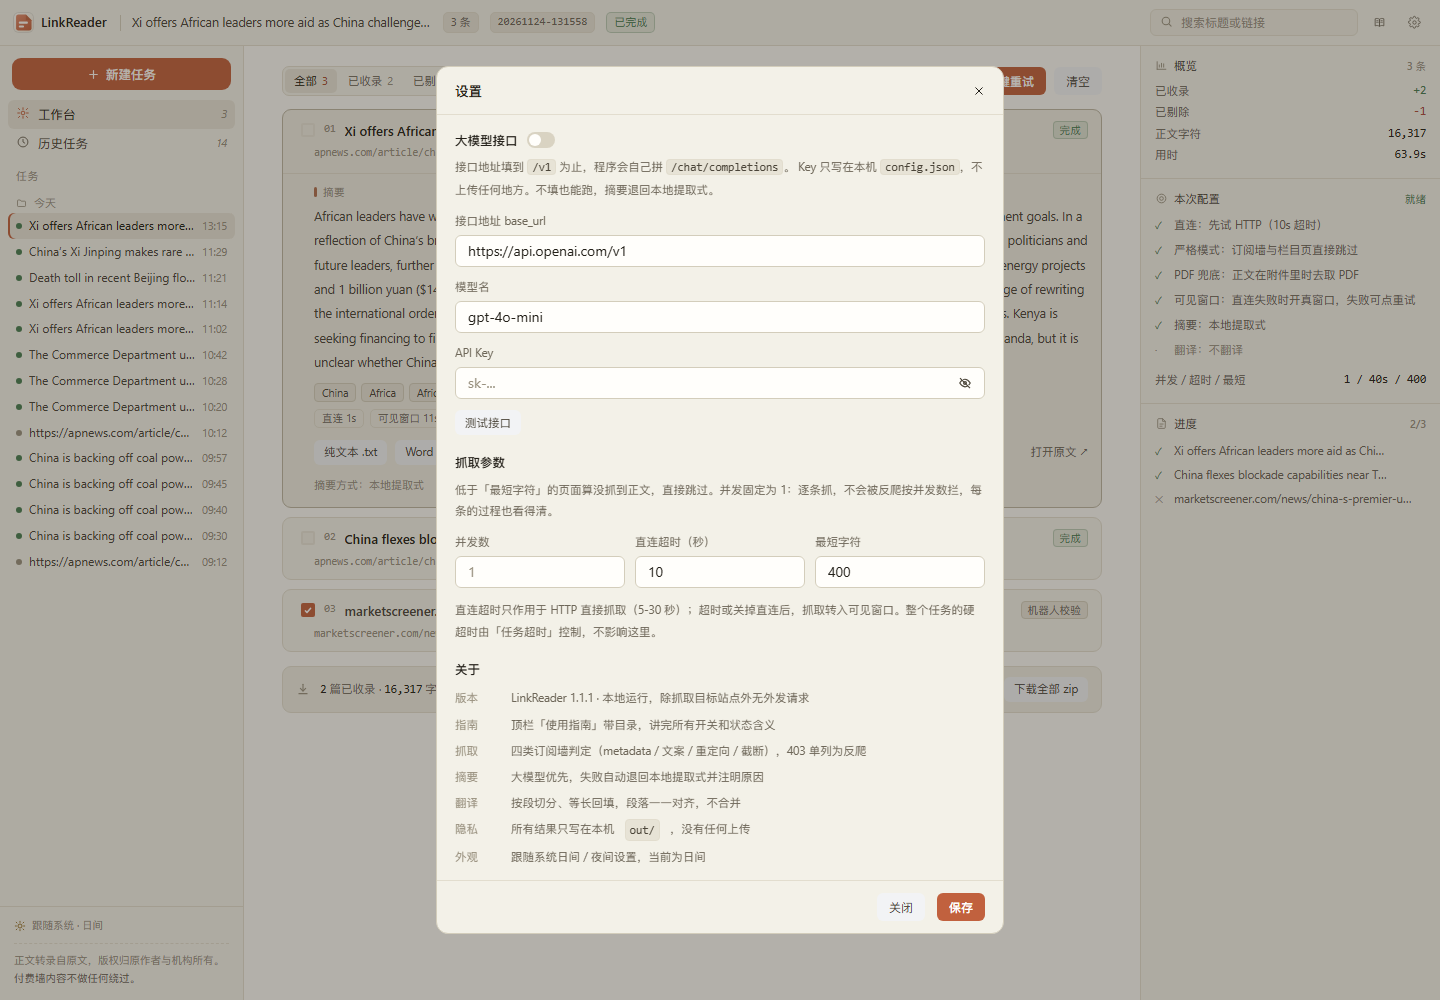 LinkReader
Xi offers African leaders more aid as China challenge...
3 条
20261124-131558
已完成
搜索标题或链接
新建任务
工作台 3
历史任务 14
任务
今天
Xi offers African leaders more... 13:15
China's Xi Jinping makes rare ... 11:29
Death toll in recent Beijing flo... 11:21
Xi offers African leaders more... 11:14
Xi offers African leaders more... 11:02
The Commerce Department u... 10:42
The Commerce Department u... 10:28
The Commerce Department u... 10:20
https://apnews.com/article/c... 10:12
China is backing off coal pow... 09:57
China is backing off coal pow... 09:45
China is backing off coal pow... 09:40
China is backing off coal pow... 09:30
https://apnews.com/article/c... 09:12
跟随系统 · 日间
正文转录自原文，版权归原作者与机构所有。
付费墙内容不做任何绕过。
全部 3
已收录 2
已剔
键重试
清空
01 Xi offers African
完成
apnews.com/article/ch
摘要
African leaders have w
ent goals. In a
reflection of China's br
politicians and
future leaders, further
energy projects
and 1 billion yuan ($14
ge of rewriting
the international order
s. Kenya is
seeking financing to fi
anda, but it is
unclear whether China
China
Africa
Afric
直连 1s
可见窗口 11s
纯文本 .txt
Word
打开原文 ↗
摘要方式：本地提取式
02 China flexes blo
完成
apnews.com/article/ch
03 marketscreener.
机器人校验
marketscreener.com/ne
2 篇已收录 · 16,317 字
下载全部 zip
设置
大模型接口
接口地址填到 /v1 为止，程序会自己拼 /chat/completions 。 Key 只写在本机 config.json ，不
上传任何地方。不填也能跑，摘要退回本地提取式。
接口地址 base_url
https://api.openai.com/v1
模型名
gpt-4o-mini
API Key
sk-...
测试接口
抓取参数
低于「最短字符」的页面算没抓到正文，直接跳过。并发固定为 1：逐条抓，不会被反爬按并发数拦，每
条的过程也看得清。
并发数
直连超时（秒）
最短字符
1
10
400
直连超时只作用于 HTTP 直接抓取（5-30 秒）；超时或关掉直连后，抓取转入可见窗口。整个任务的硬
超时由「任务超时」控制，不影响这里。
关于
版本 LinkReader 1.1.1 · 本地运行，除抓取目标站点外无外发请求
指南 顶栏「使用指南」带目录，讲完所有开关和状态含义
抓取 四类订阅墙判定（metadata / 文案 / 重定向 / 截断），403 单列为反爬
摘要 大模型优先，失败自动退回本地提取式并注明原因
翻译 按段切分、等长回填，段落一一对齐，不合并
隐私 所有结果只写在本机 out/ ，没有任何上传
外观 跟随系统日间 / 夜间设置，当前为日间
关闭
保存
概览 3 条
已收录 +2
已剔除 -1
正文字符 16,317
用时 63.9s
本次配置 就绪
✓ 直连：先试 HTTP（10s 超时）
✓ 严格模式：订阅墙与栏目页直接跳过
✓ PDF 兜底：正文在附件里时去取 PDF
✓ 可见窗口：直连失败时开真窗口，失败可点重试
✓ 摘要：本地提取式
· 翻译：不翻译
并发 / 超时 / 最短 1 / 40s / 400
进度 2/3
✓ Xi offers African leaders more aid as Chi...
✓ China flexes blockade capabilities near T...
✕ marketscreener.com/news/china-s-premier-u...